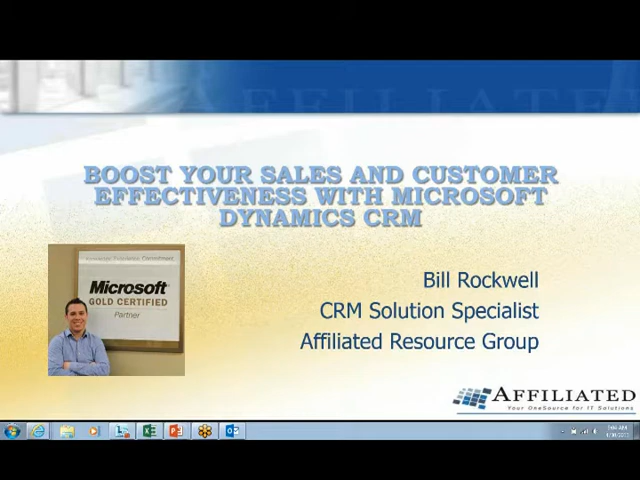 BOOST YOUR SALES AND CUSTOMER
EFFECTIVENESS WITH MICROSOFT
DYNAMICS CRM
Microsoft
GOLD CERTIFIED
Partner
Bill Rockwell
CRM Solution Specialist
Affiliated Resource Group
AFFILIATED
Your OneSource for IT Solutions